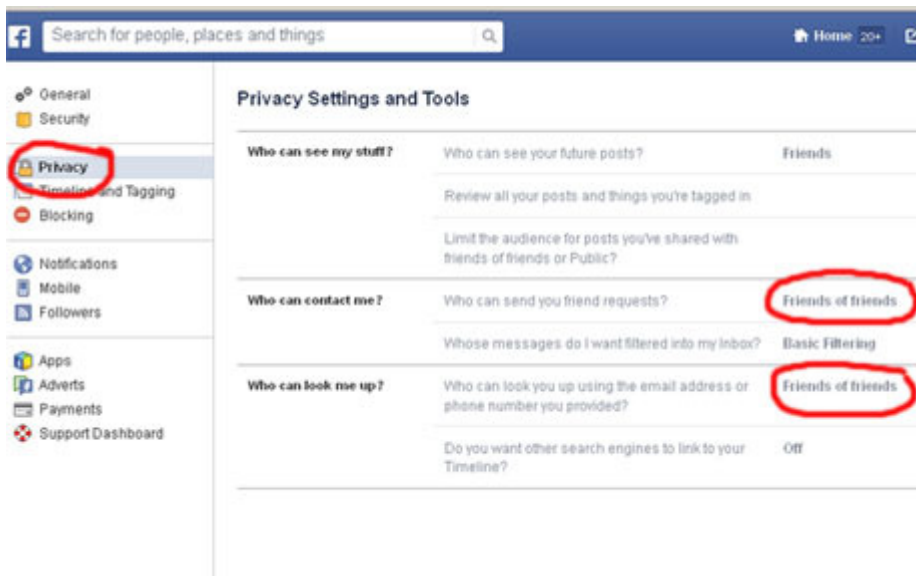 f
Search for people, places and things
Home 20+
General
Security
Privacy
Timeline and Tagging
Blocking
Notifications
Mobile
Followers
Apps
Adverts
Payments
Support Dashboard
Privacy Settings and Tools
Who can see my stuff?
Who can see your future posts?
Friends
Review all your posts and things you're tagged in
Limit the audience for posts you've shared with
friends of friends or Public?
Who can contact me?
Who can send you friend requests?
Friends of friends
Whose messages do I want filtered into my Inbox?
Basic Filtering
Who can look me up?
Who can look you up using the email address or
phone number you provided?
Friends of friends
Do you want other search engines to link to your
Timeline?
Off